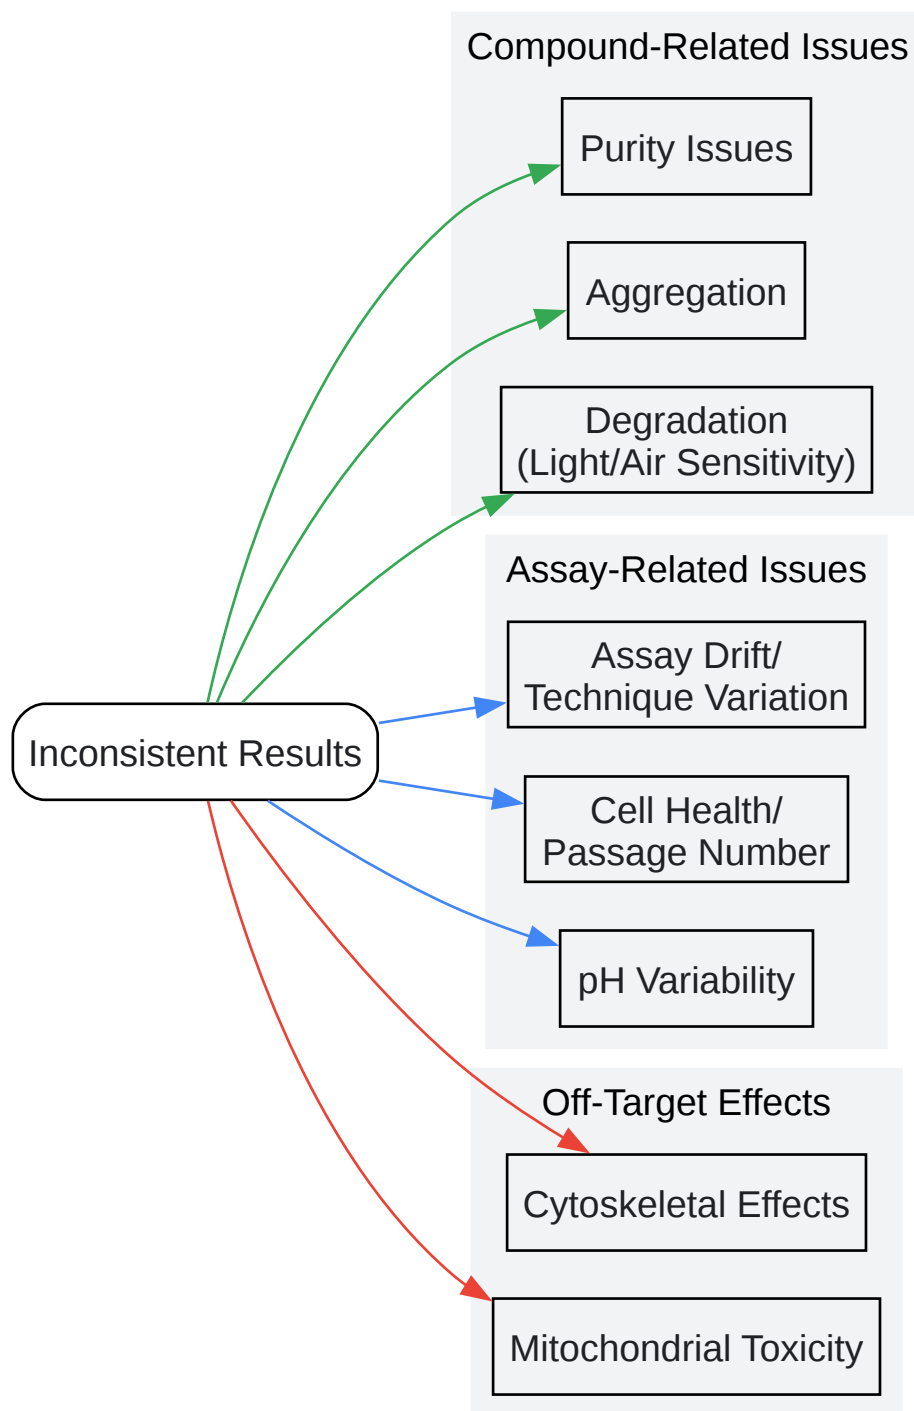 Compound-Related Issues
Purity Issues
Aggregation
Degradation
(Light/Air Sensitivity)
Assay-Related Issues
Assay Drift/
Technique Variation
Inconsistent Results
Cell Health/
Passage Number
pH Variability
Off-Target Effects
Cytoskeletal Effects
Mitochondrial Toxicity